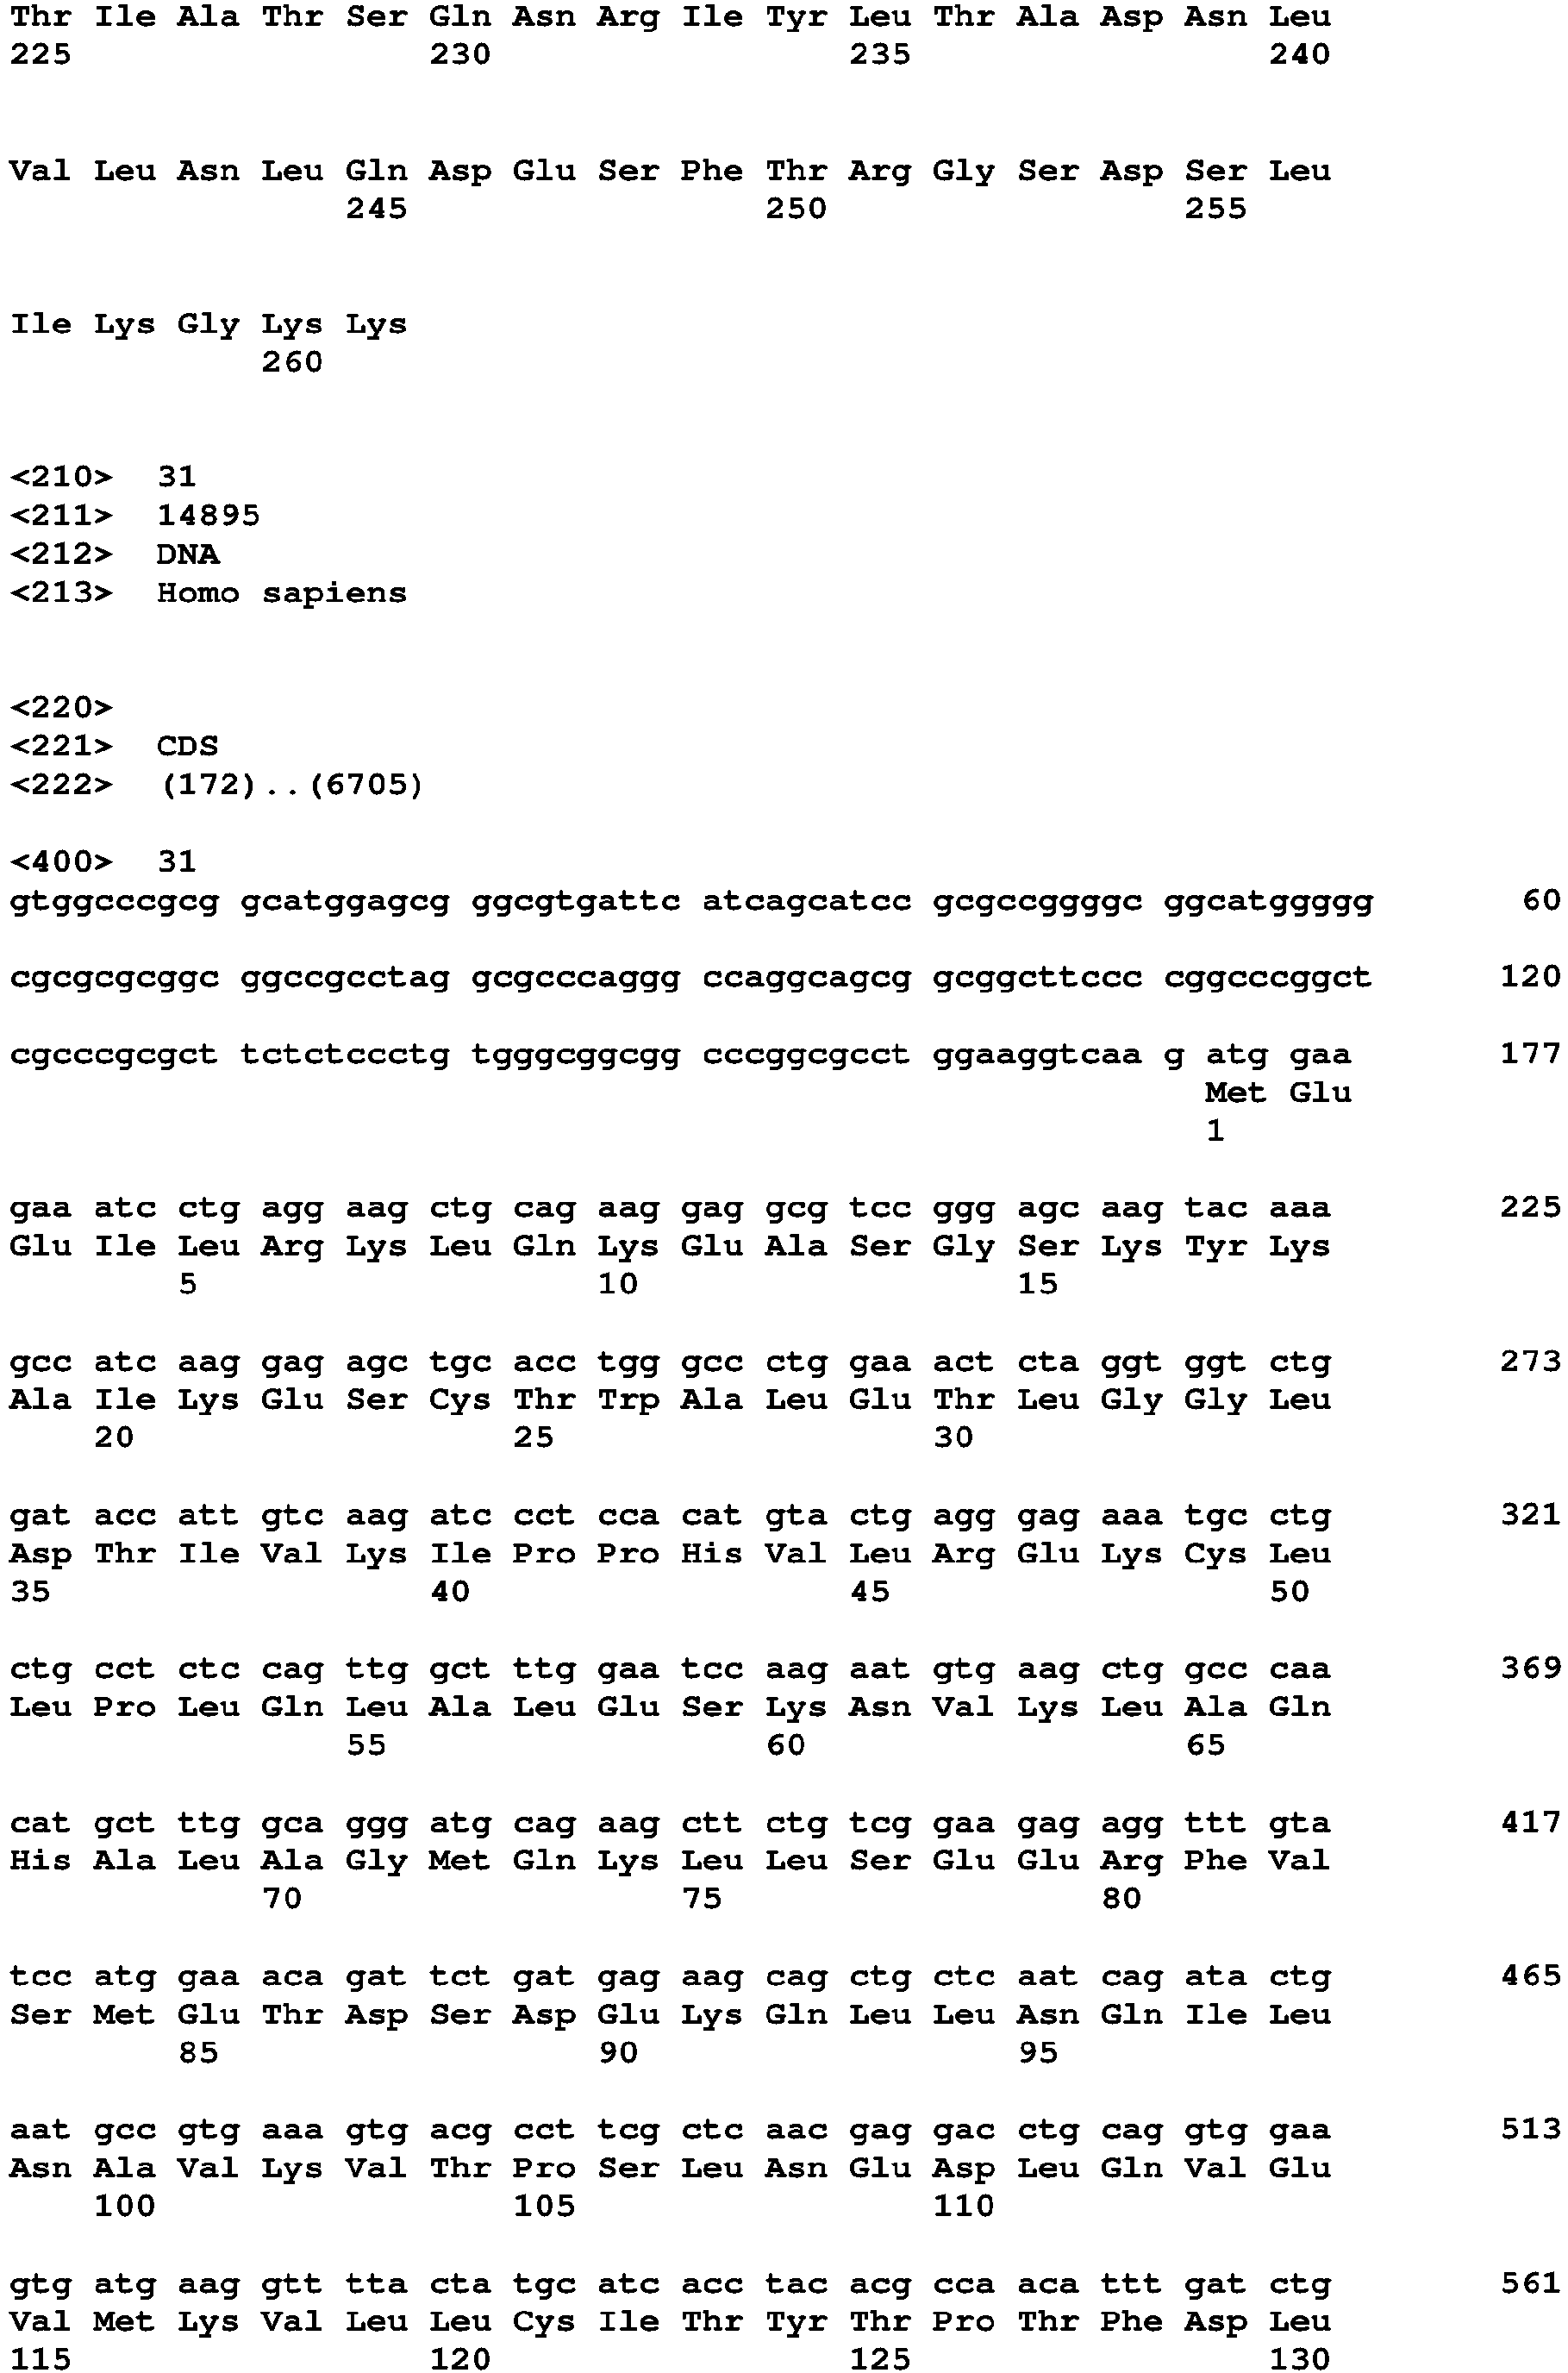 Thr Ile Ala Thr Ser Gln Asn Arg Ile Tyr Leu Thr Ala Asp Asn Leu
225 230 235 240
Val Leu Asn Leu Gln Asp Glu Ser Phe Thr Arg Gly Ser Asp Ser Leu
245 250 255
Ile Lys Gly Lys Lys
260
<210> 31
<211> 14895
<212> DNA
<213> Homo sapiens
<220>
<221> CDS
<222> (172)..(6705)
<400> 31
gtggcccgcg gcatggagcg ggcgtgattc atcagcatcc gcgccggggc ggcatggggg 60
cgcgcgcggc ggccgcctag gcgcccaggg ccaggcagcg gcggcttccc cggcccggct 120
cgcccgcgct tctctccctg tgggcggcgg cccggcgcct ggaaggtcaa g atg gaa 177
Met Glu
1
gaa atc ctg agg aag ctg cag aag gag gcg tcc ggg agc aag tac aaa 225
Glu Ile Leu Arg Lys Leu Gln Lys Glu Ala Ser Gly Ser Lys Tyr Lys
5 10 15
gcc atc aag gag agc tgc acc tgg gcc ctg gaa act cta ggt ggt ctg 273
Ala Ile Lys Glu Ser Cys Thr Trp Ala Leu Glu Thr Leu Gly Gly Leu
20 25 30
gat acc att gtc aag atc cct cca cat gta ctg agg gag aaa tgc ctg 321
Asp Thr Ile Val Lys Ile Pro Pro His Val Leu Arg Glu Lys Cys Leu
35 40 45 50
ctg cct ctc cag ttg gct ttg gaa tcc aag aat gtg aag ctg gcc caa 369
Leu Pro Leu Gln Leu Ala Leu Glu Ser Lys Asn Val Lys Leu Ala Gln
55 60 65
cat gct ttg gca ggg atg cag aag ctt ctg tcg gaa gag agg ttt gta 417
His Ala Leu Ala Gly Met Gln Lys Leu Leu Ser Glu Glu Arg Phe Val
70 75 80
tcc atg gaa aca gat tct gat gag aag cag ctg ctc aat cag ata ctg 465
Ser Met Glu Thr Asp Ser Asp Glu Lys Gln Leu Leu Asn Gln Ile Leu
85 90 95
aat gcc gtg aaa gtg acg cct tcg ctc aac gag gac ctg cag gtg gaa 513
Asn Ala Val Lys Val Thr Pro Ser Leu Asn Glu Asp Leu Gln Val Glu
100 105 110
gtg atg aag gtt tta cta tgc atc acc tac acg cca aca ttt gat ctg 561
Val Met Lys Val Leu Leu Cys Ile Thr Tyr Thr Pro Thr Phe Asp Leu
115 120 125 130